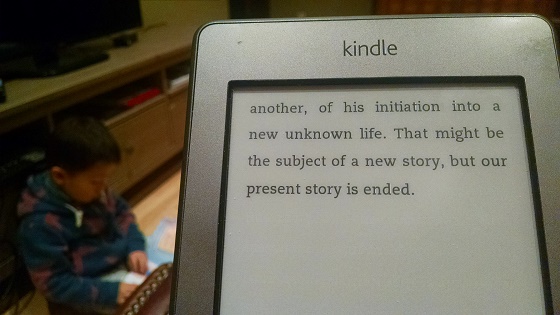 kindle
another, of his initiation into a
new unknown life. That might be
the subject of a new story, but our
present story is ended.